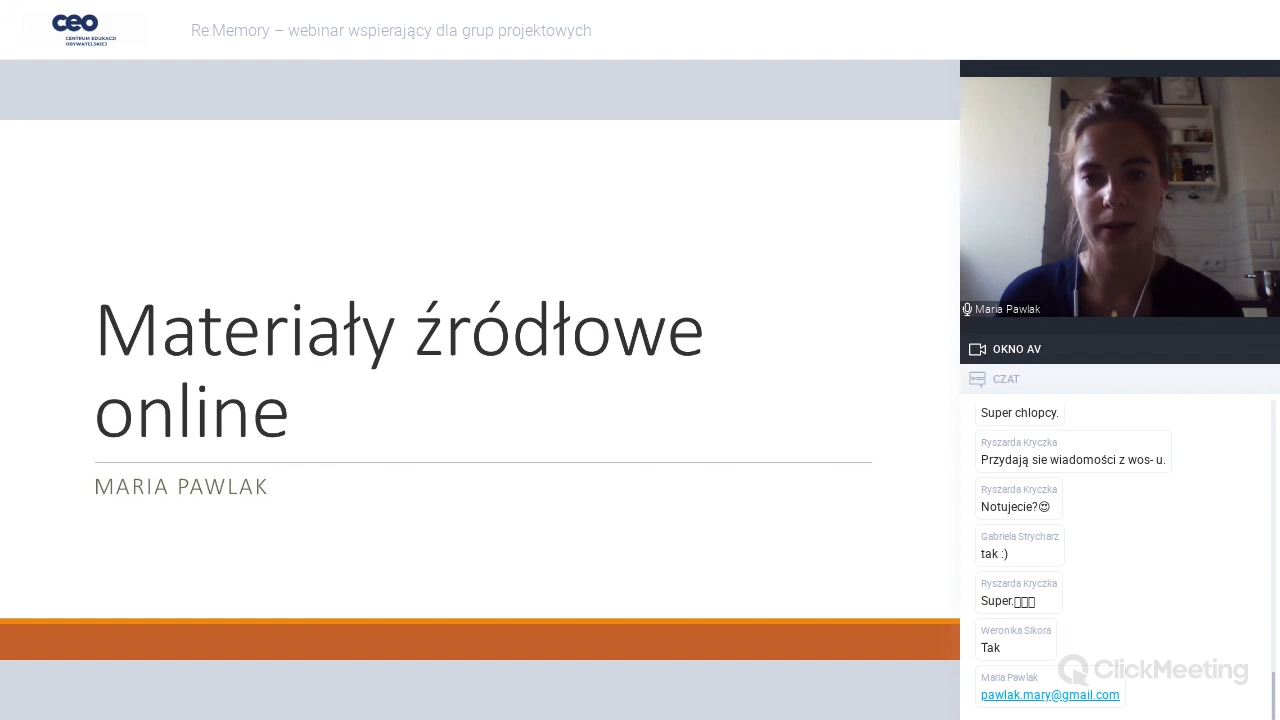 ceo
CENTRUM EDUKACJI
OBYWATELSKIEJ
Re:Memory – webinar wspierający dla grup projektowych
Materiały źródłowe
online
MARIA PAWLAK
Maria Pawlak
OKNO AV
CZAT
Super chlopcy.
Ryszarda Kryczka
Przydają sie wiadomości z wos- u.
Ryszarda Kryczka
Notujecie?😍
Gabriela Strycharz
tak :)
Ryszarda Kryczka
Super.
Weronika Sikora
Tak
Maria Pawlak
pawlak.mary@gmail.com
ClickMeeting